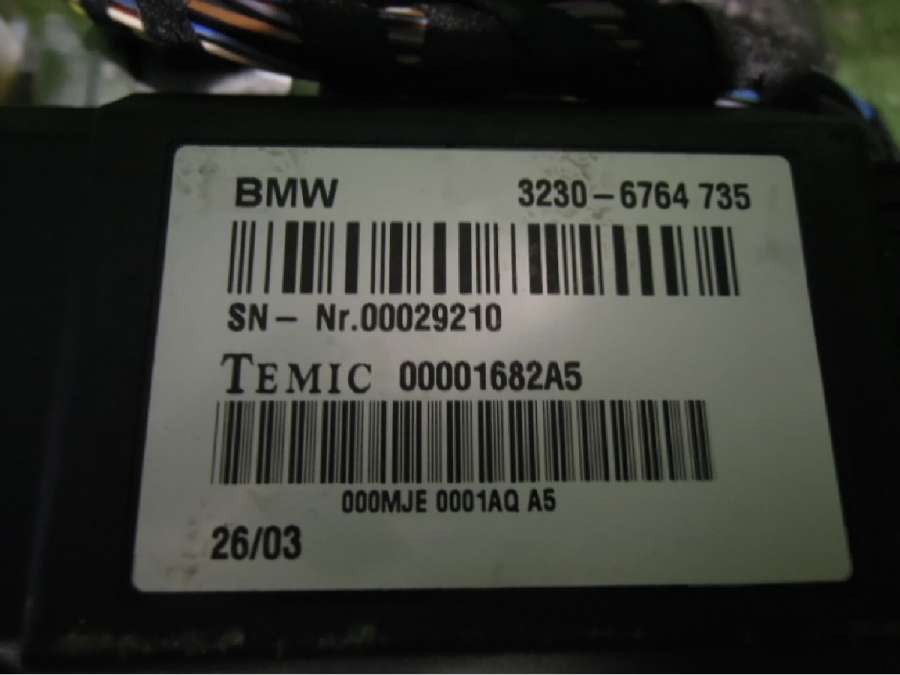 BMW 3230-6764 735
SN- Nr.00029210
TEMIC 00001682A5
000MJE 0001AQ A5
26/03